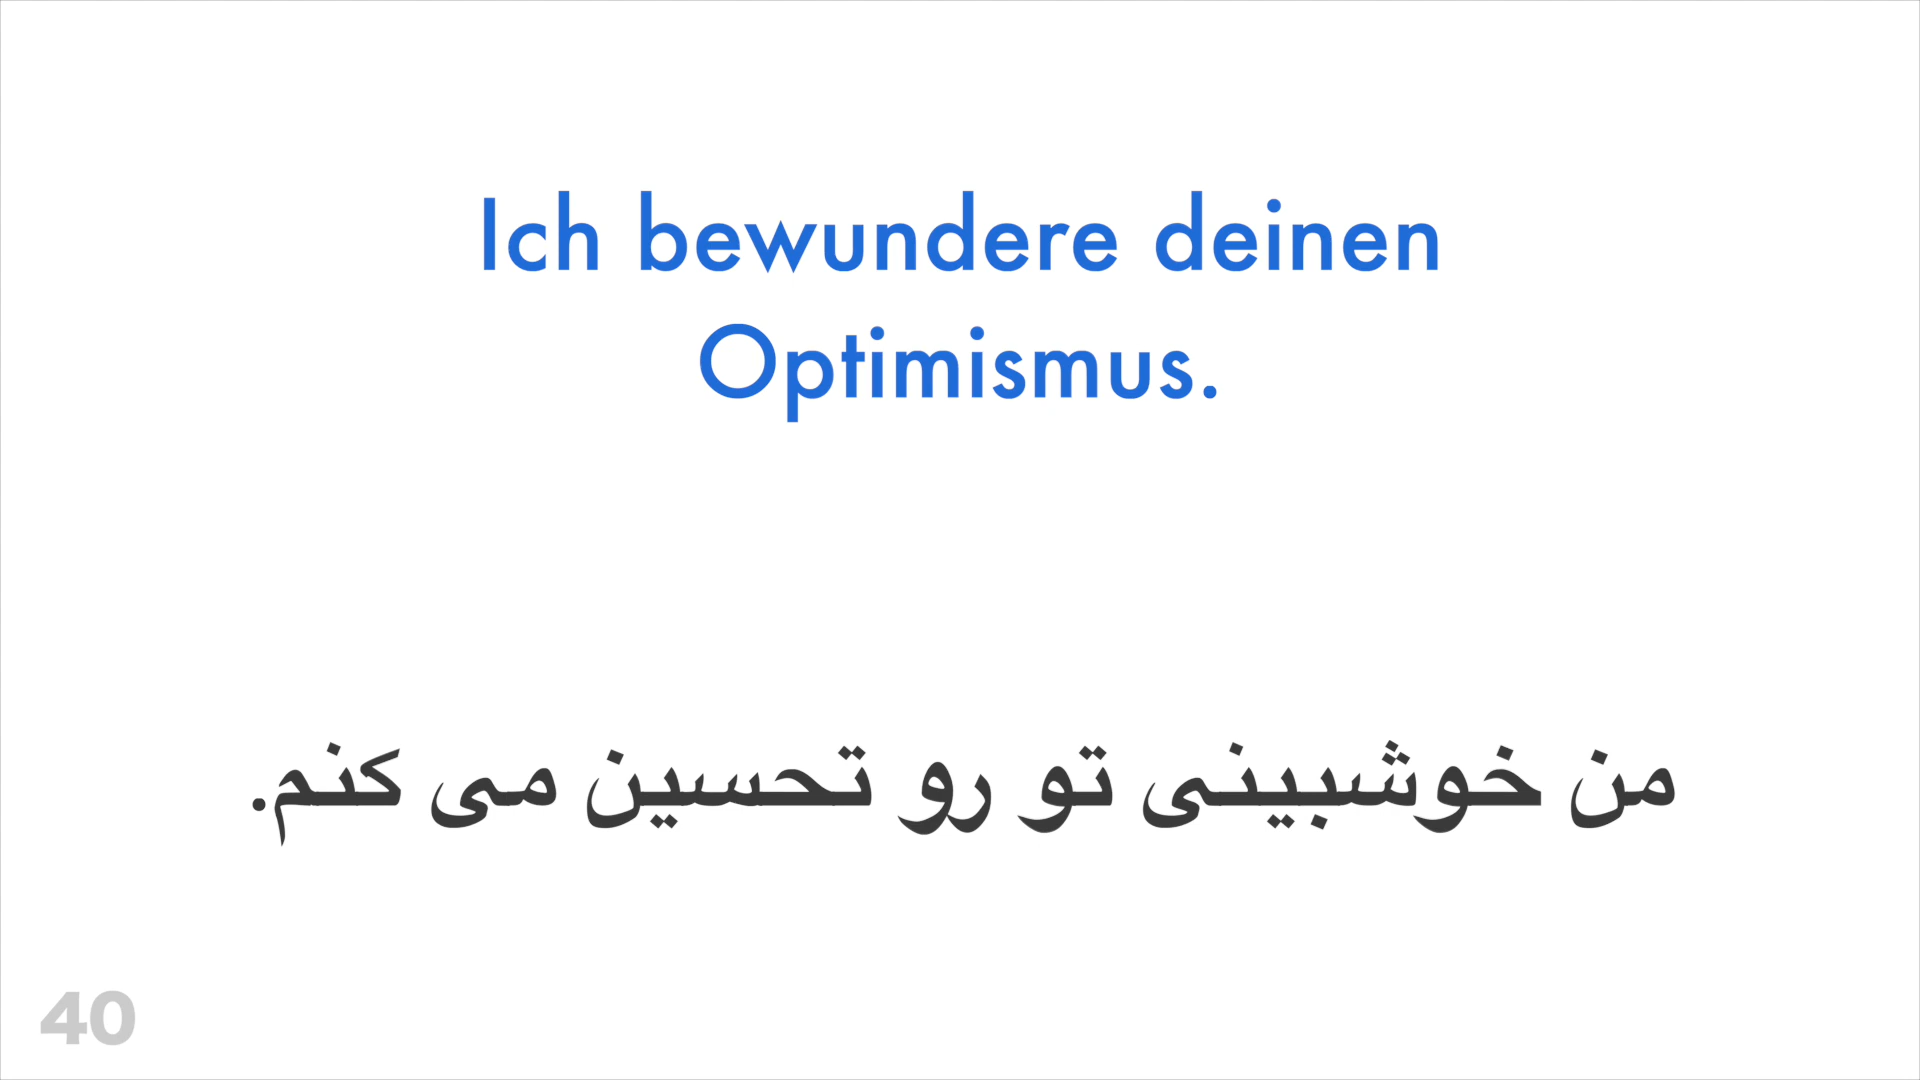 Ich bewundere deinen
Optimismus.
من خوشبینی تو رو تحسین می کنم.
40